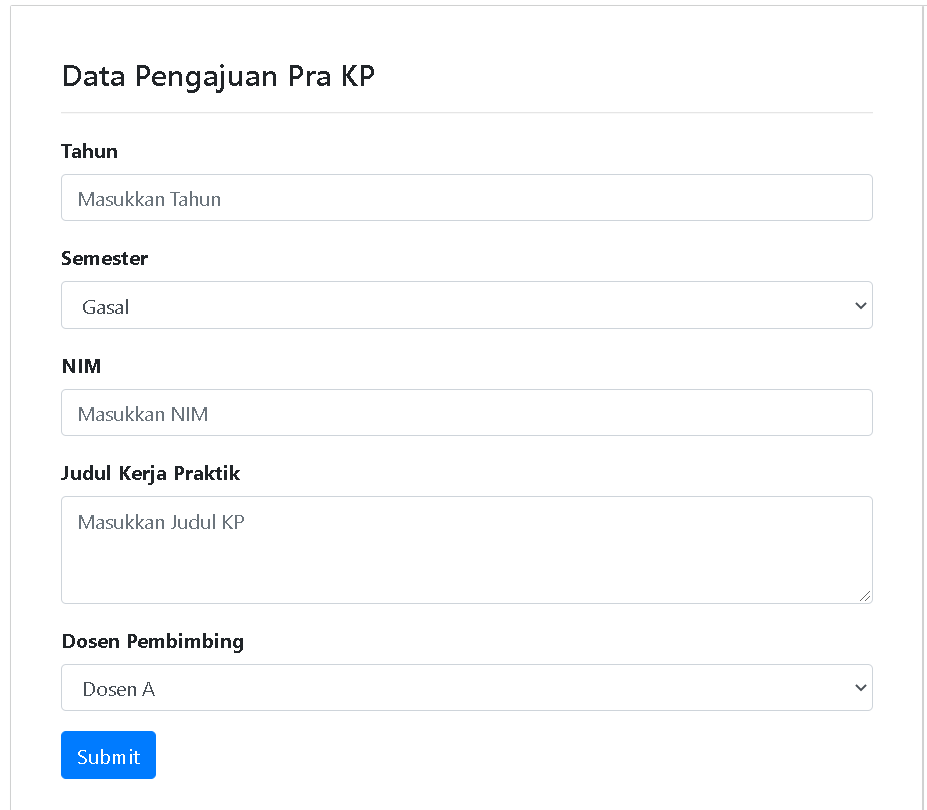 Data Pengajuan Pra KP
Tahun
Masukkan Tahun
Semester
Gasal
NIM
Masukkan NIM
Judul Kerja Praktik
Masukkan Judul KP
Dosen Pembimbing
Dosen A
Submit